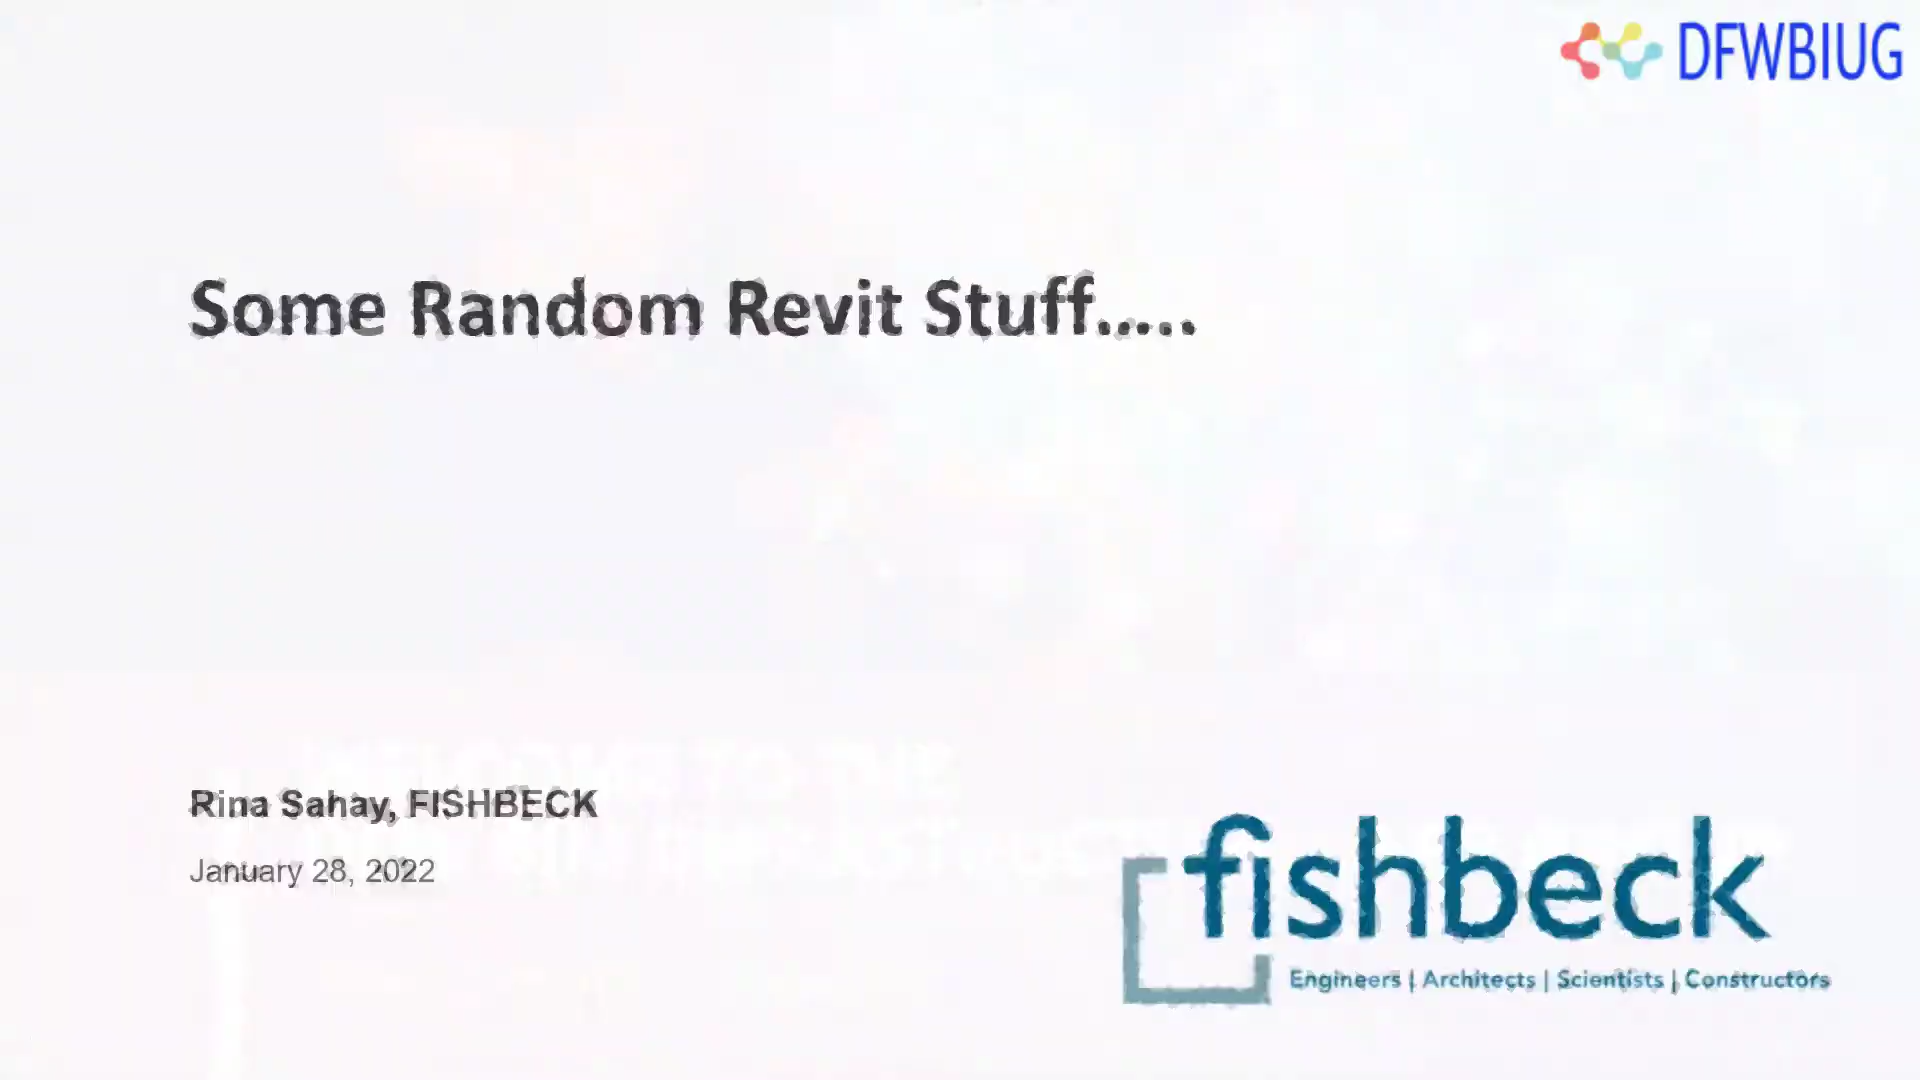 DFWBIUG
Some Random Revit Stuff.....
Rina Sahay, FISHBECK
January 28, 2022
fishbeck
Engineers | Architects | Scientists | Constructors